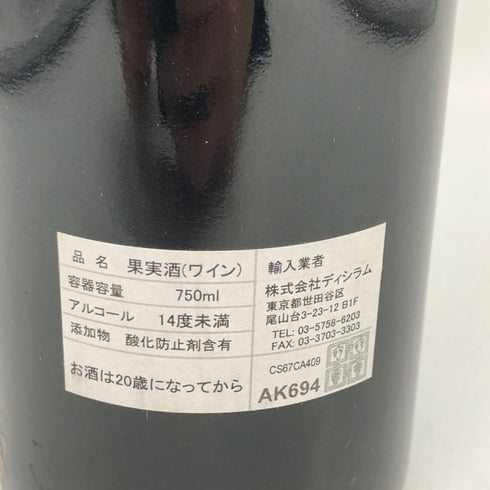 品名 果実酒(ワイン)
容器容量 750ml
アルコール 14度未満
添加物 酸化防止剤含有
お酒は20歳になってから
輸入業者
株式会社ディシラム
東京都世田谷区
尾山台3-23-12 B1F
TEL: 03-5758-6203
FAX: 03-3703-3303
CS67CA409
AK694